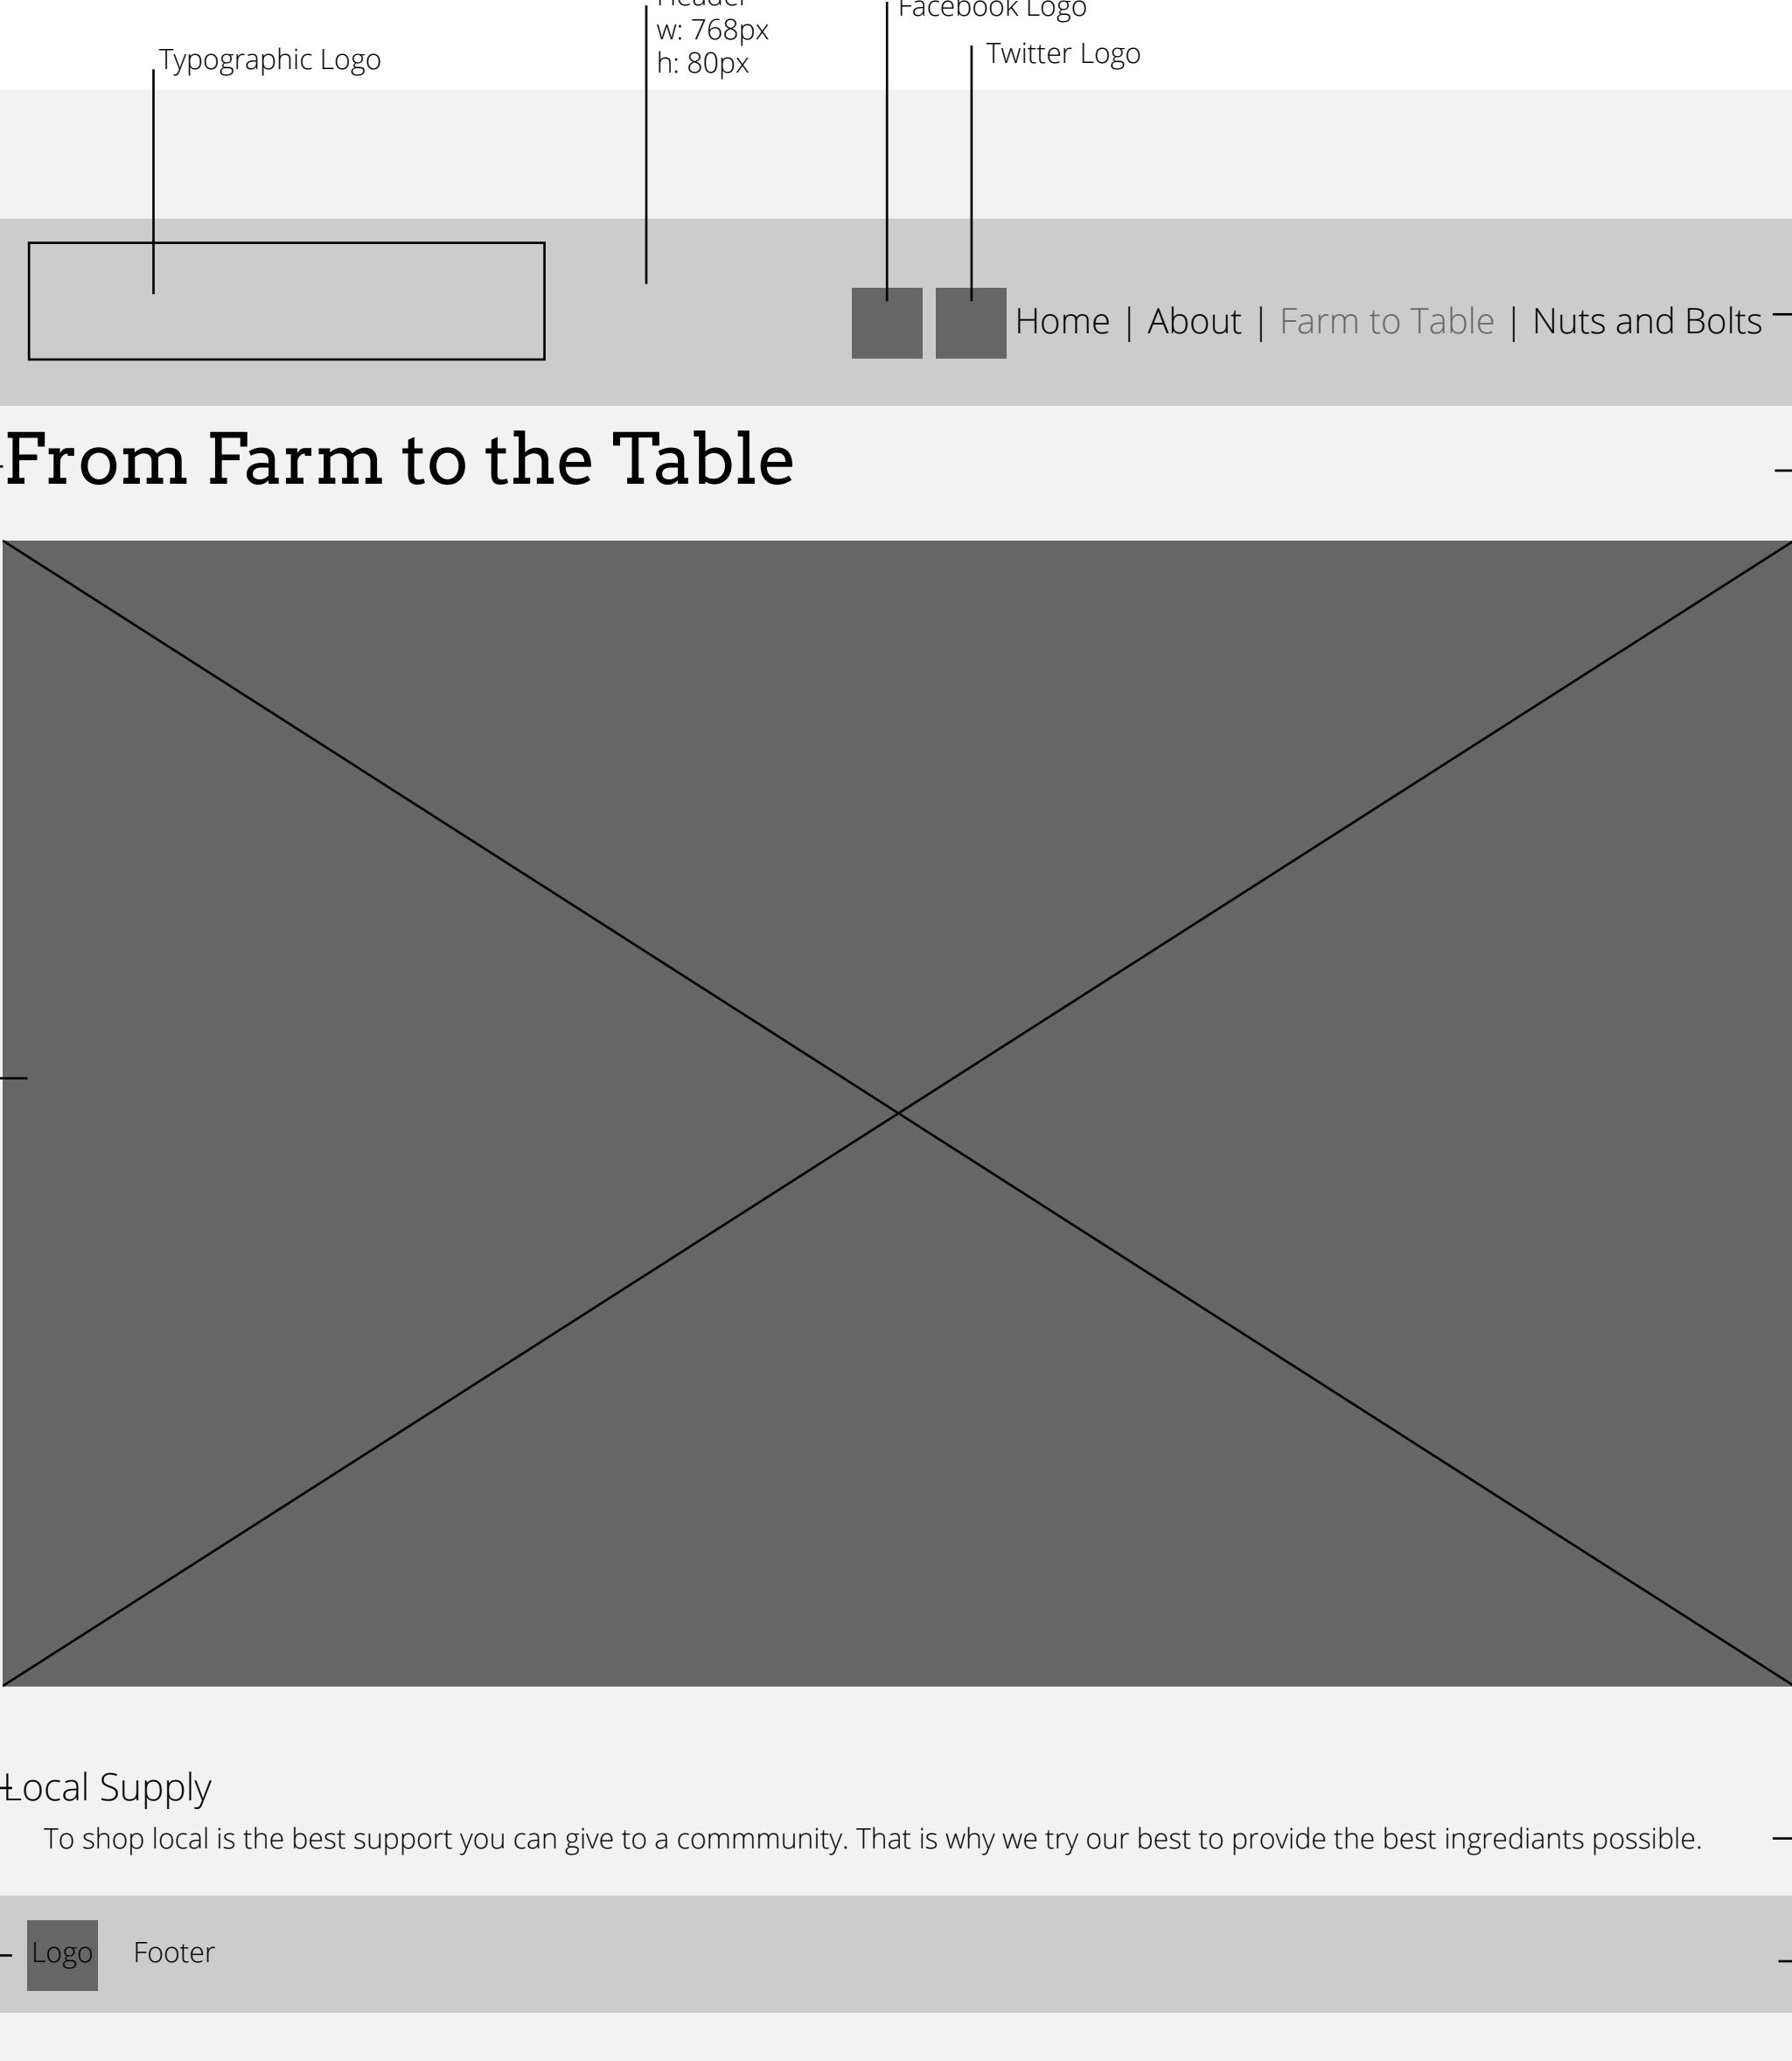 Header
Facebook Logo
w: 768px
Typographic Logo
Twitter Logo
h: 80px
Home | About | Farm to Table | Nuts and Bolts
From Farm to the Table
Local Supply
To shop local is the best support you can give to a commmunity. That is why we try our best to provide the best ingrediants possible.
Logo
Footer